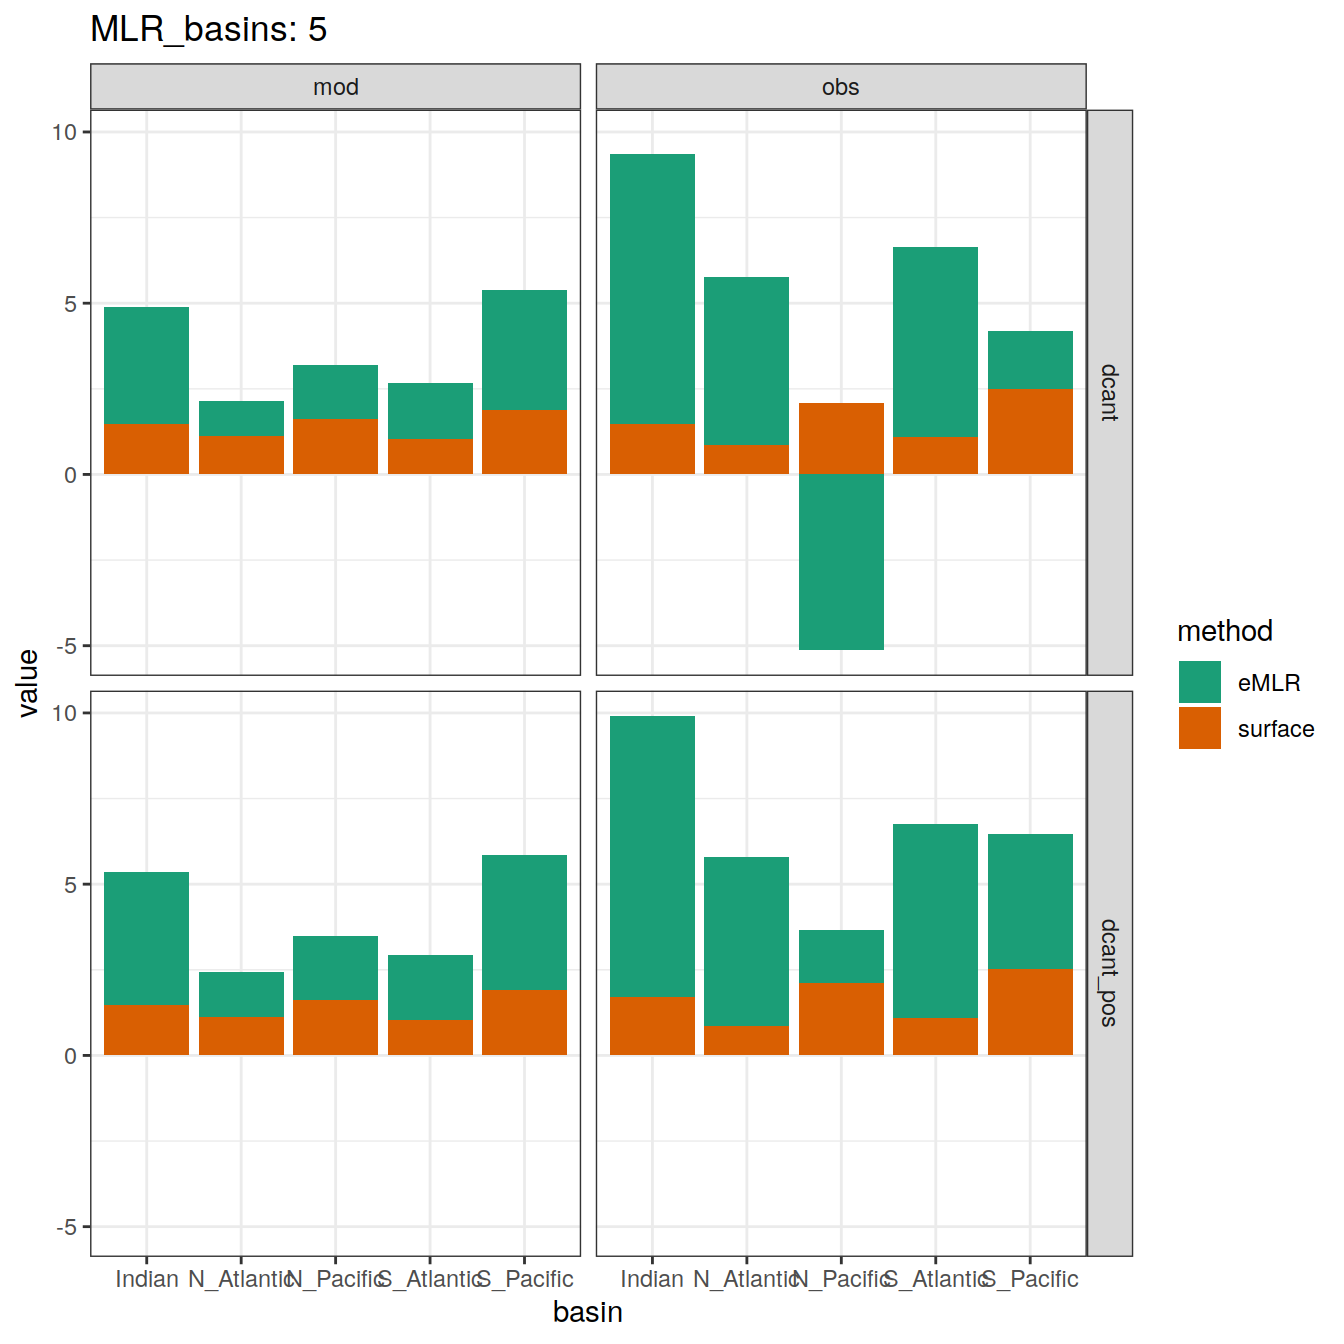 MLR_basins: 5
mod
obs
10
5
0
-5
dcant
10
5
0
-5
dcant_pos
value
Indian N_Atlantic N_Pacific S_Atlantic S_Pacific
Indian N_Atlantic N_Pacific S_Atlantic S_Pacific
basin
method
eMLR
surface